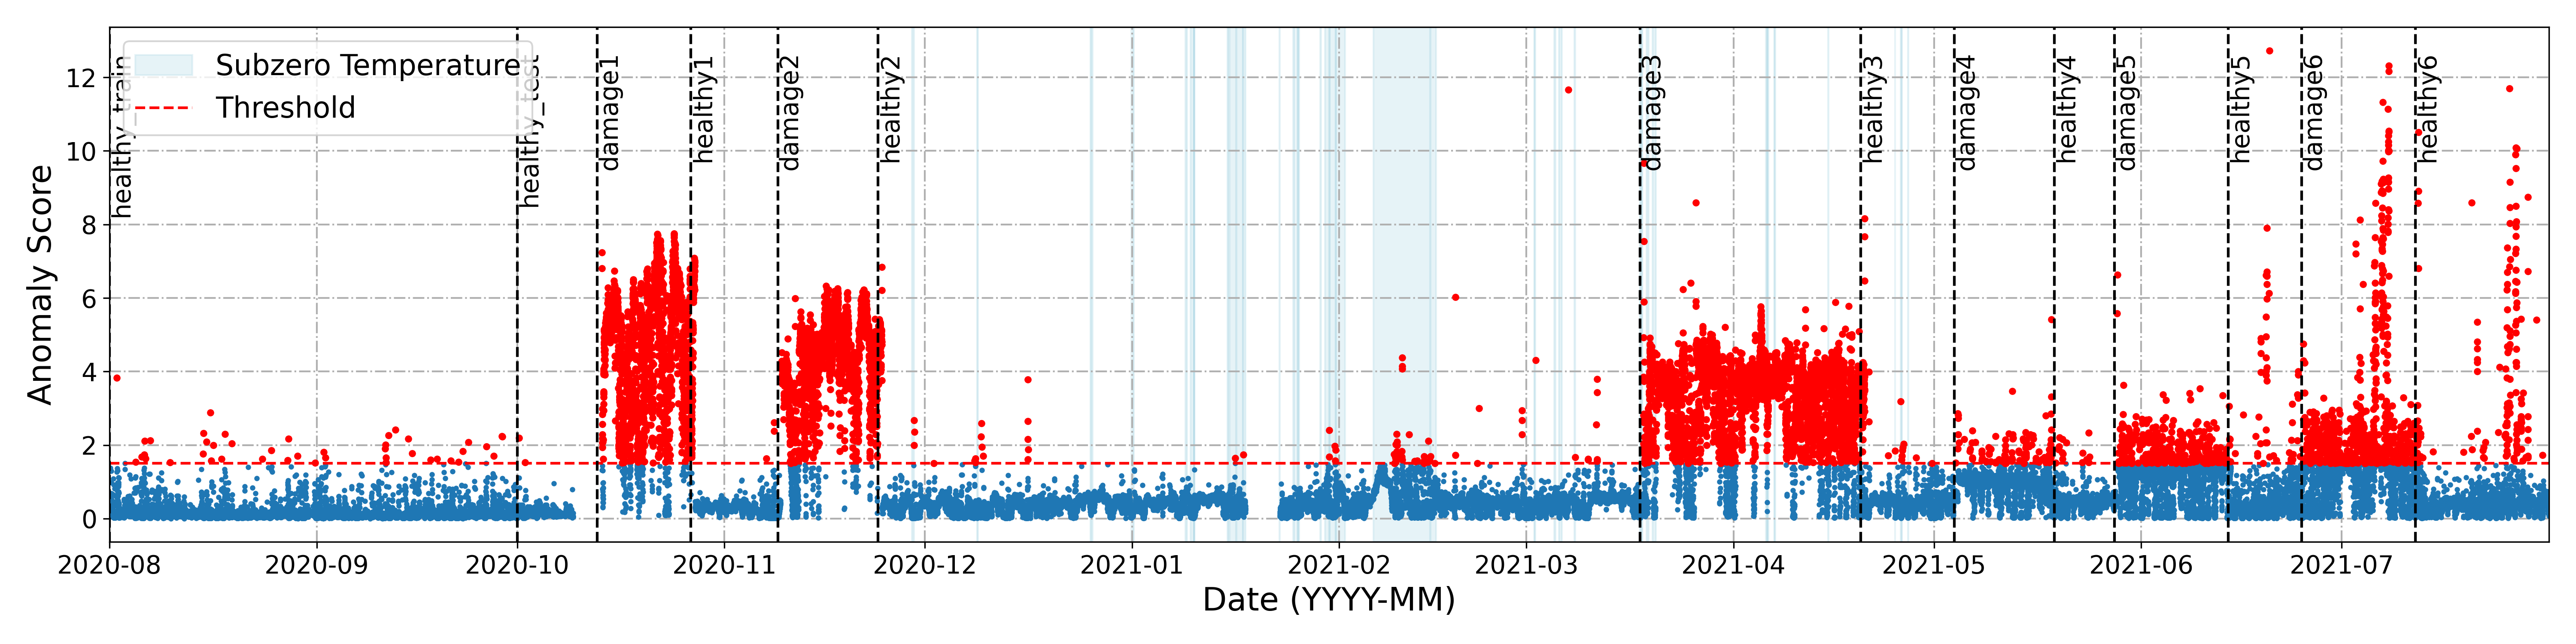 Subzero Temperature
Threshold
healthy_train
healthy_test
damage1
healthy1
damage2
healthy2
damage3
healthy3
damage4
healthy4
damage5
healthy5
damage6
healthy6
Anomaly Score
12
10
8
6
4
2
0
2020-08
2020-09
2020-10
2020-11
2020-12
2021-01
2021-02
2021-03
2021-04
2021-05
2021-06
2021-07
Date (YYYY-MM)